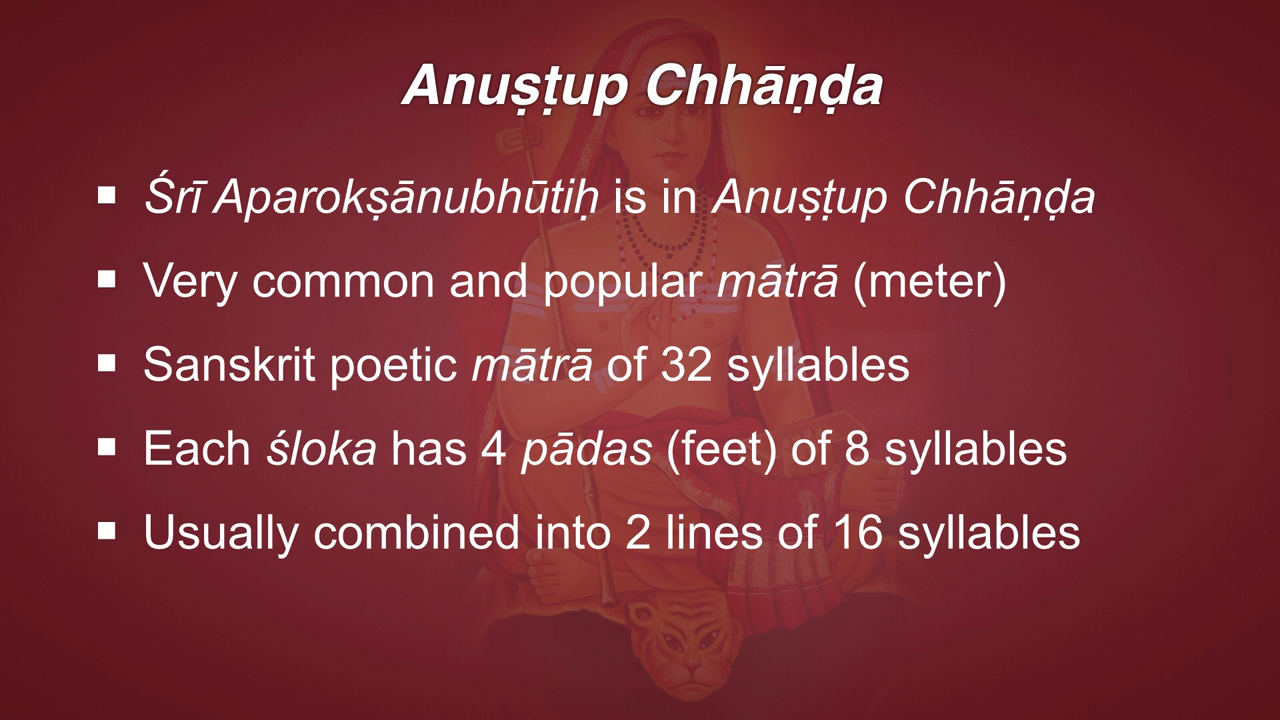 Anuṣṭup Chhāṇḍa
▪ Śrī Aparokṣānubhūtiḥ is in Anuṣṭup Chhāṇḍa
▪ Very common and popular mātrā (meter)
▪ Sanskrit poetic mātrā of 32 syllables
▪ Each śloka has 4 pādas (feet) of 8 syllables
▪ Usually combined into 2 lines of 16 syllables